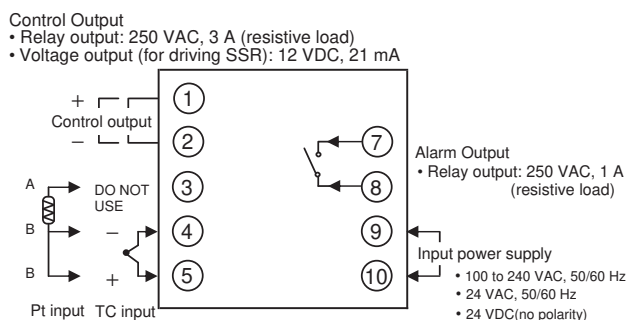 Control Output
• Relay output: 250 VAC, 3 A (resistive load)
• Voltage output (for driving SSR): 12 VDC, 21 mA
+
Control output
−
1
2
3
4
5
A
B
B
DO NOT
USE
−
+
Pt input
TC input
7
8
9
10
Alarm Output
• Relay output: 250 VAC, 1 A
(resistive load)
Input power supply
• 100 to 240 VAC, 50/60 Hz
• 24 VAC, 50/60 Hz
• 24 VDC(no polarity)